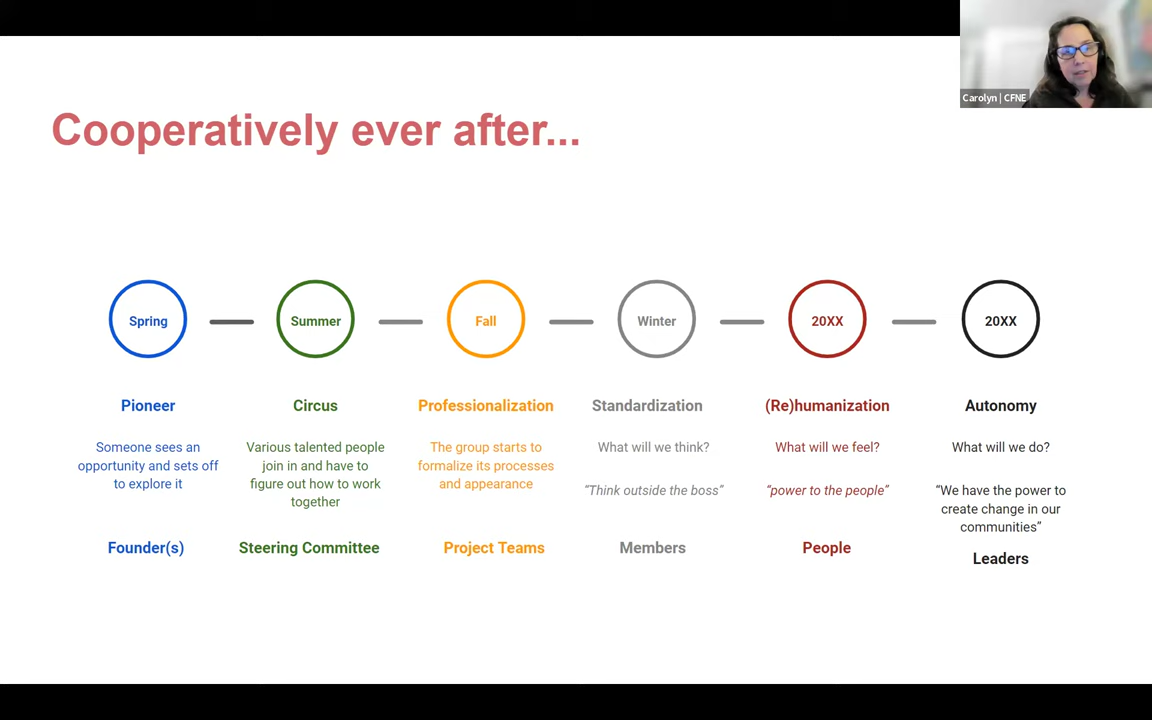 Carolyn | CFNE
Cooperatively ever after...
Spring
Summer
Fall
Winter
20XX
20XX
Pioneer
Someone sees an
opportunity and sets off
to explore it
Founder(s)
Circus
Various talented people
join in and have to
figure out how to work
together
Steering Committee
Professionalization
The group starts to
formalize its processes
and appearance
Project Teams
Standardization
What will we think?
“Think outside the boss”
Members
(Re)humanization
What will we feel?
“power to the people”
People
Autonomy
What will we do?
“We have the power to
create change in our
communities”
Leaders